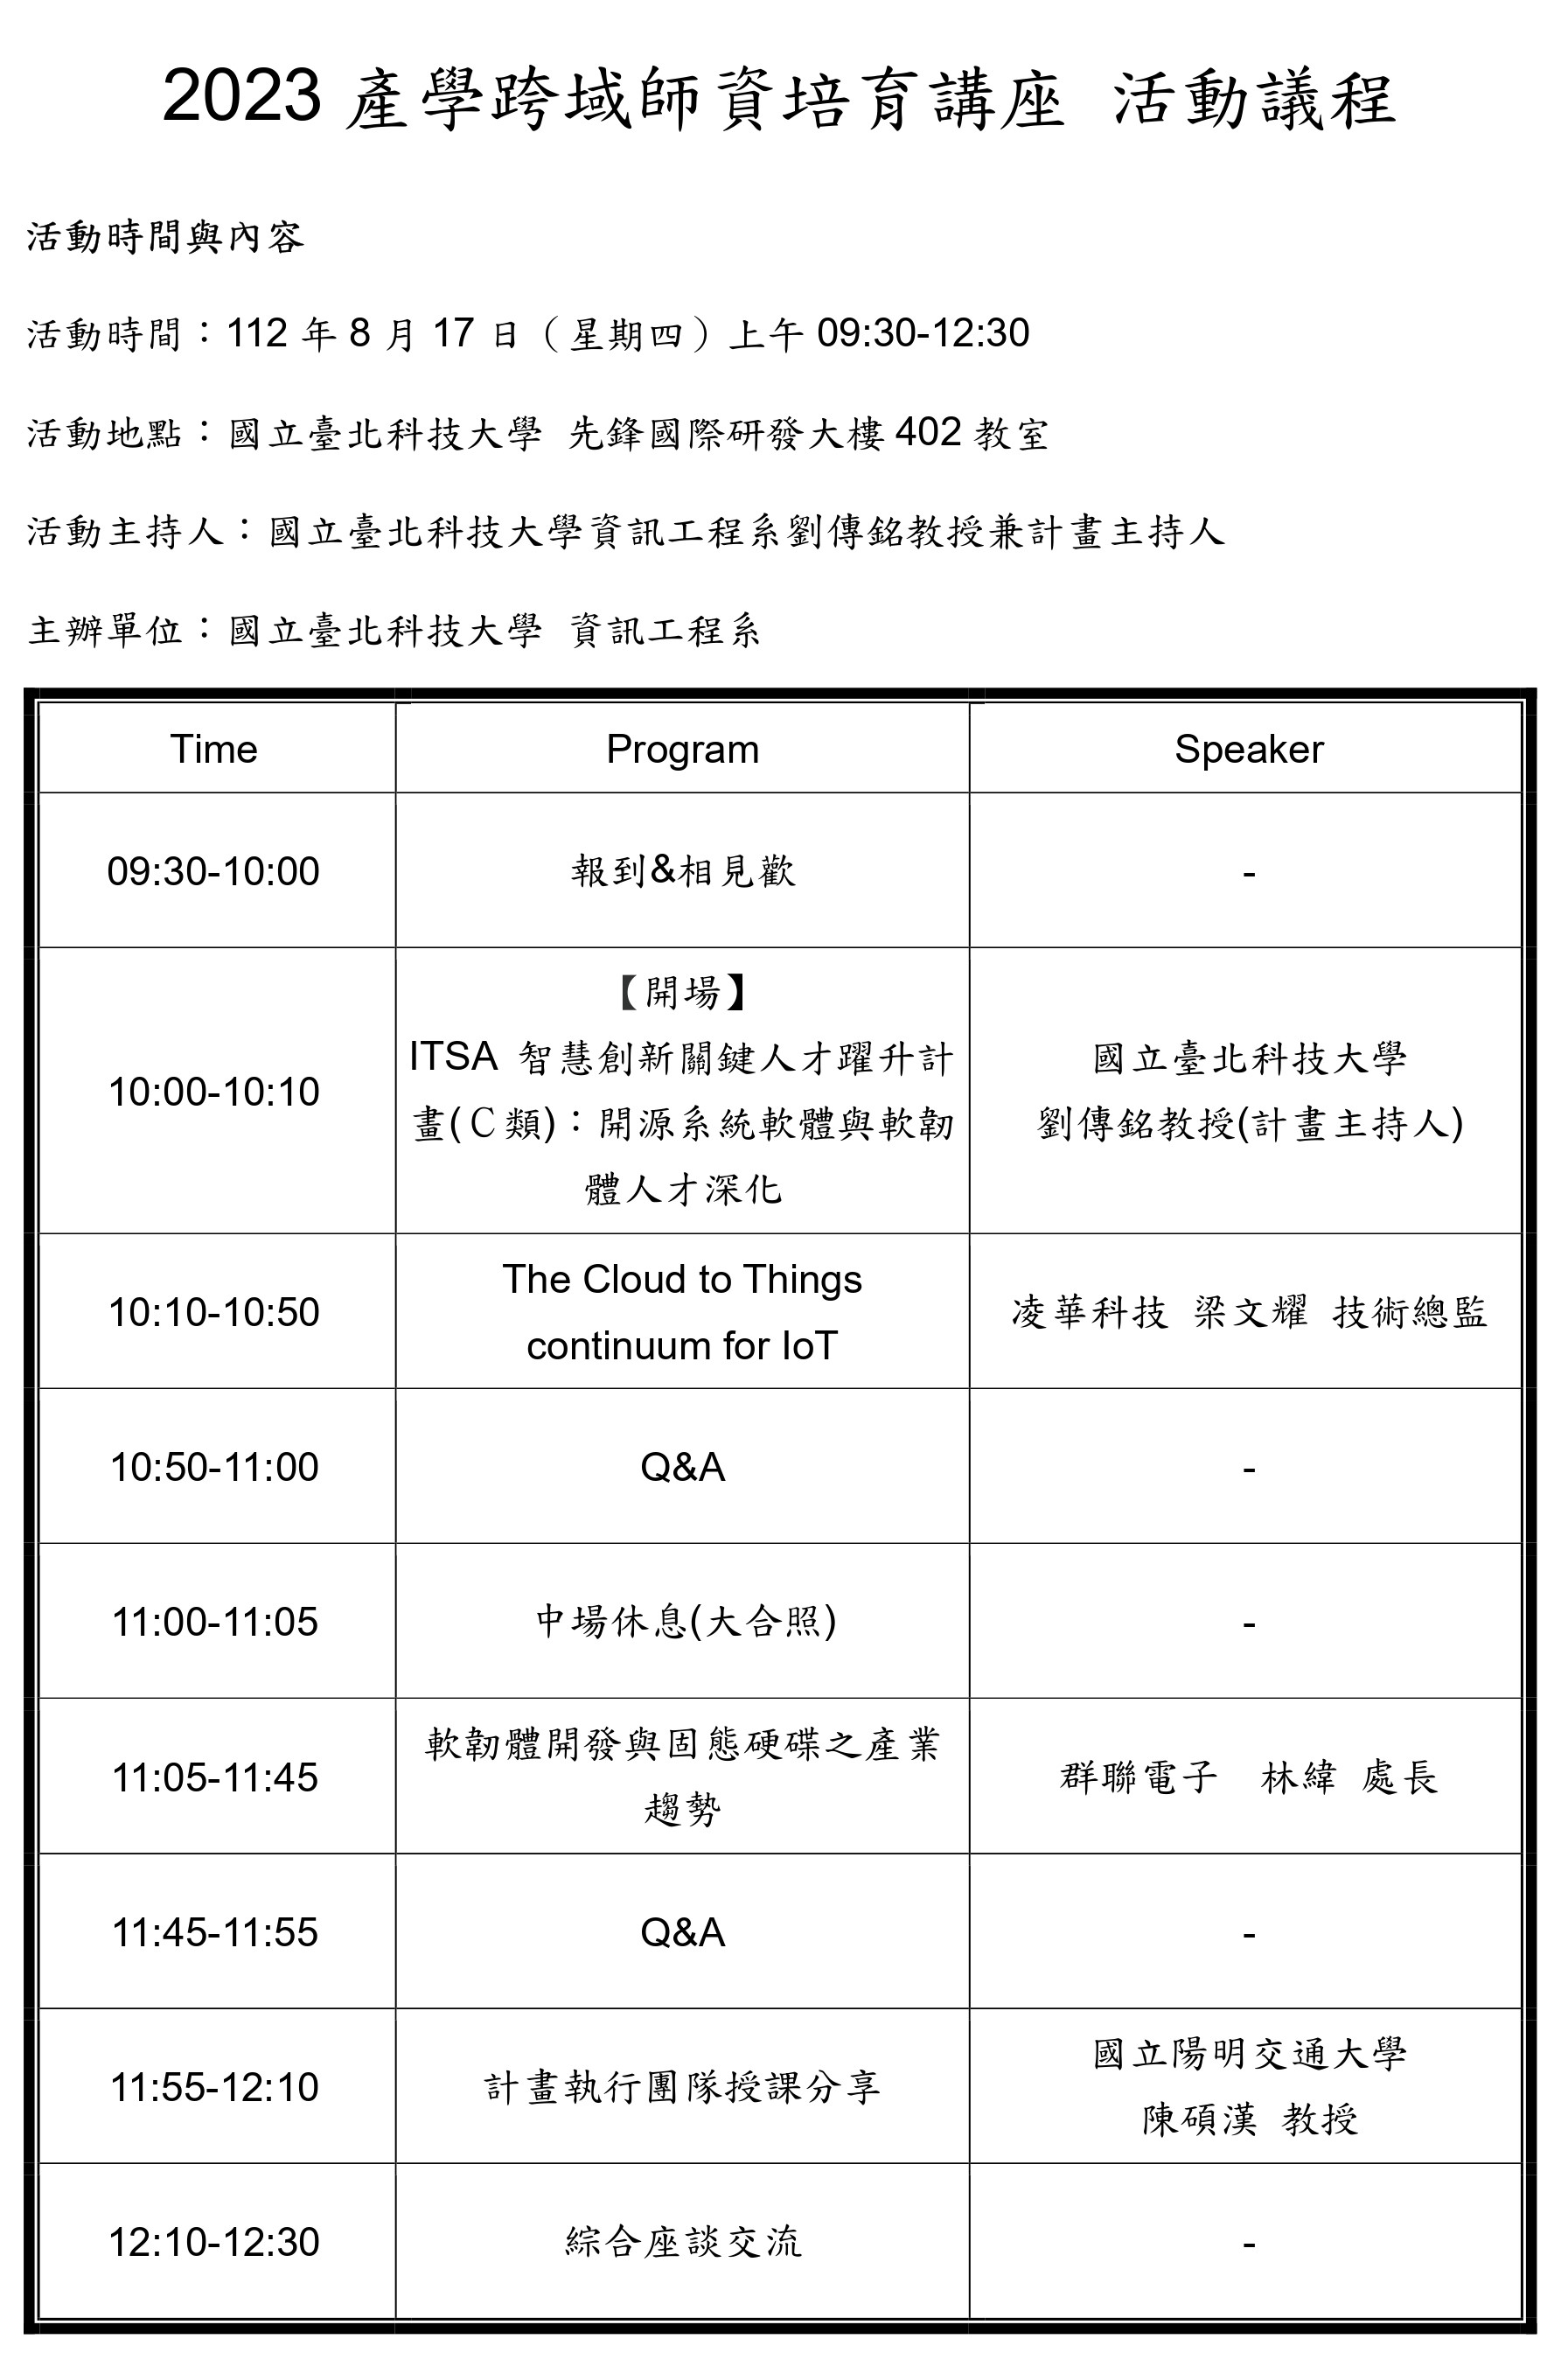 2023 產學跨域師資培育講座 活動議程
活動時間與內容
活動時間：112 年 8 月 17 日（星期四）上午 09:30-12:30
活動地點：國立臺北科技大學 先鋒國際研發大樓 402 教室
活動主持人：國立臺北科技大學資訊工程系劉傳銘教授兼計畫主持人
主辦單位：國立臺北科技大學 資訊工程系
Time Program Speaker
09:30-10:00 報到&相見歡 -
【開場】
ITSA 智慧創新關鍵人才躍升計
畫(Ｃ類)：開源系統軟體與軟韌
體人才深化
10:00-10:10
國立臺北科技大學
劉傳銘教授(計畫主持人)
10:10-10:50
The Cloud to Things
continuum for IoT
凌華科技 梁文耀 技術總監
10:50-11:00 Q&A -
11:00-11:05 中場休息(大合照) -
11:05-11:45
軟韌體開發與固態硬碟之產業
趨勢
群聯電子 林緯 處長
11:45-11:55 Q&A -
11:55-12:10 計畫執行團隊授課分享
國立陽明交通大學
陳碩漢 教授
12:10-12:30 綜合座談交流 -